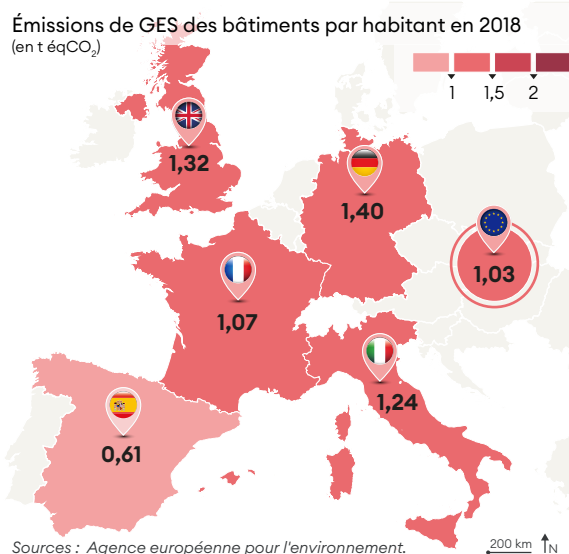 Émissions de GES des bâtiments par habitant en 2018
(en t éqCO₂)
1 1,5 2
1,32
1,40
1,03
1,07
1,24
0,61
Sources : Agence européenne pour l'environnement.
200 km N